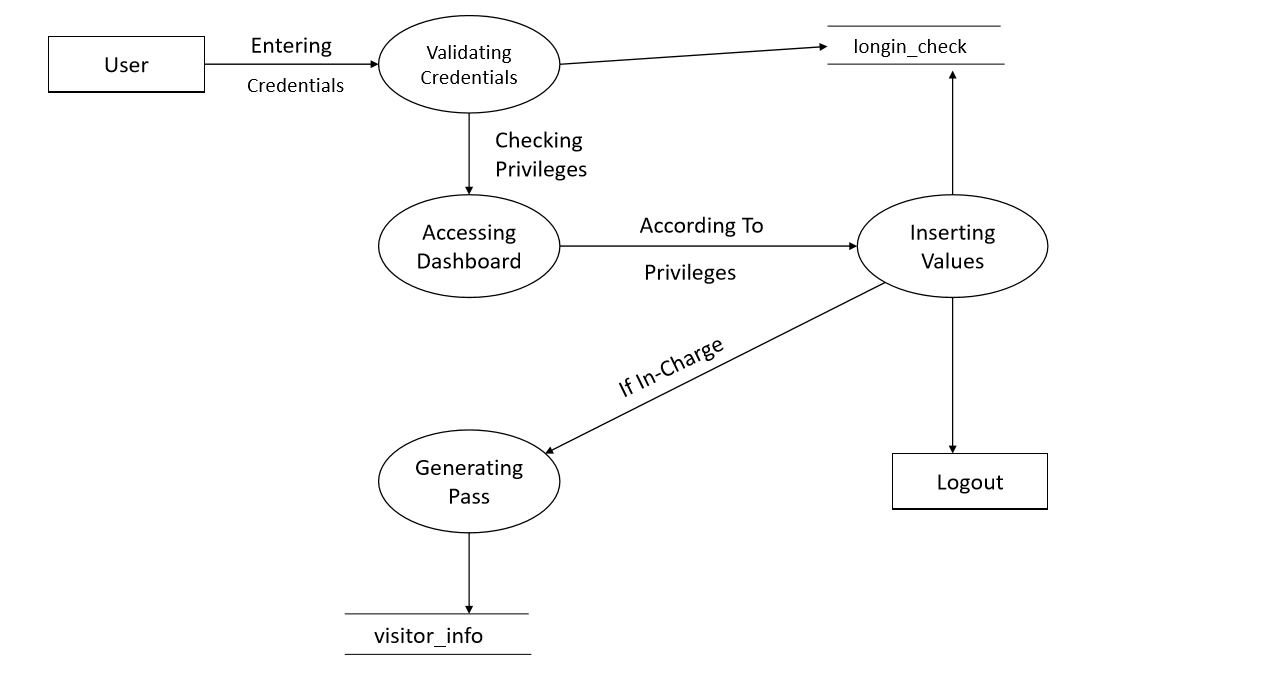 User
Entering
Credentials
Validating
Credentials
longin_check
Checking
Privileges
Accessing
Dashboard
According To
Privileges
Inserting
Values
If In-Charge
Generating
Pass
Logout
visitor_info